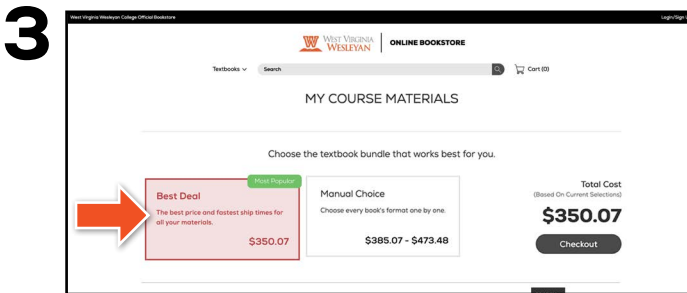 3
West Virginia Wesleyan College Official Bookstore
Login/Sign
W West Virginia
Wesleyan
ONLINE BOOKSTORE
Textbooks
Search
Cart (0)
MY COURSE MATERIALS
Choose the textbook bundle that works best for you.
Most Popular
Best Deal
The best price and fastest ship times for
all your materials.
$350.07
Manual Choice
Choose every book's format one by one.
$385.07 - $473.48
Total Cost
(Based On Current Selections)
$350.07
Checkout